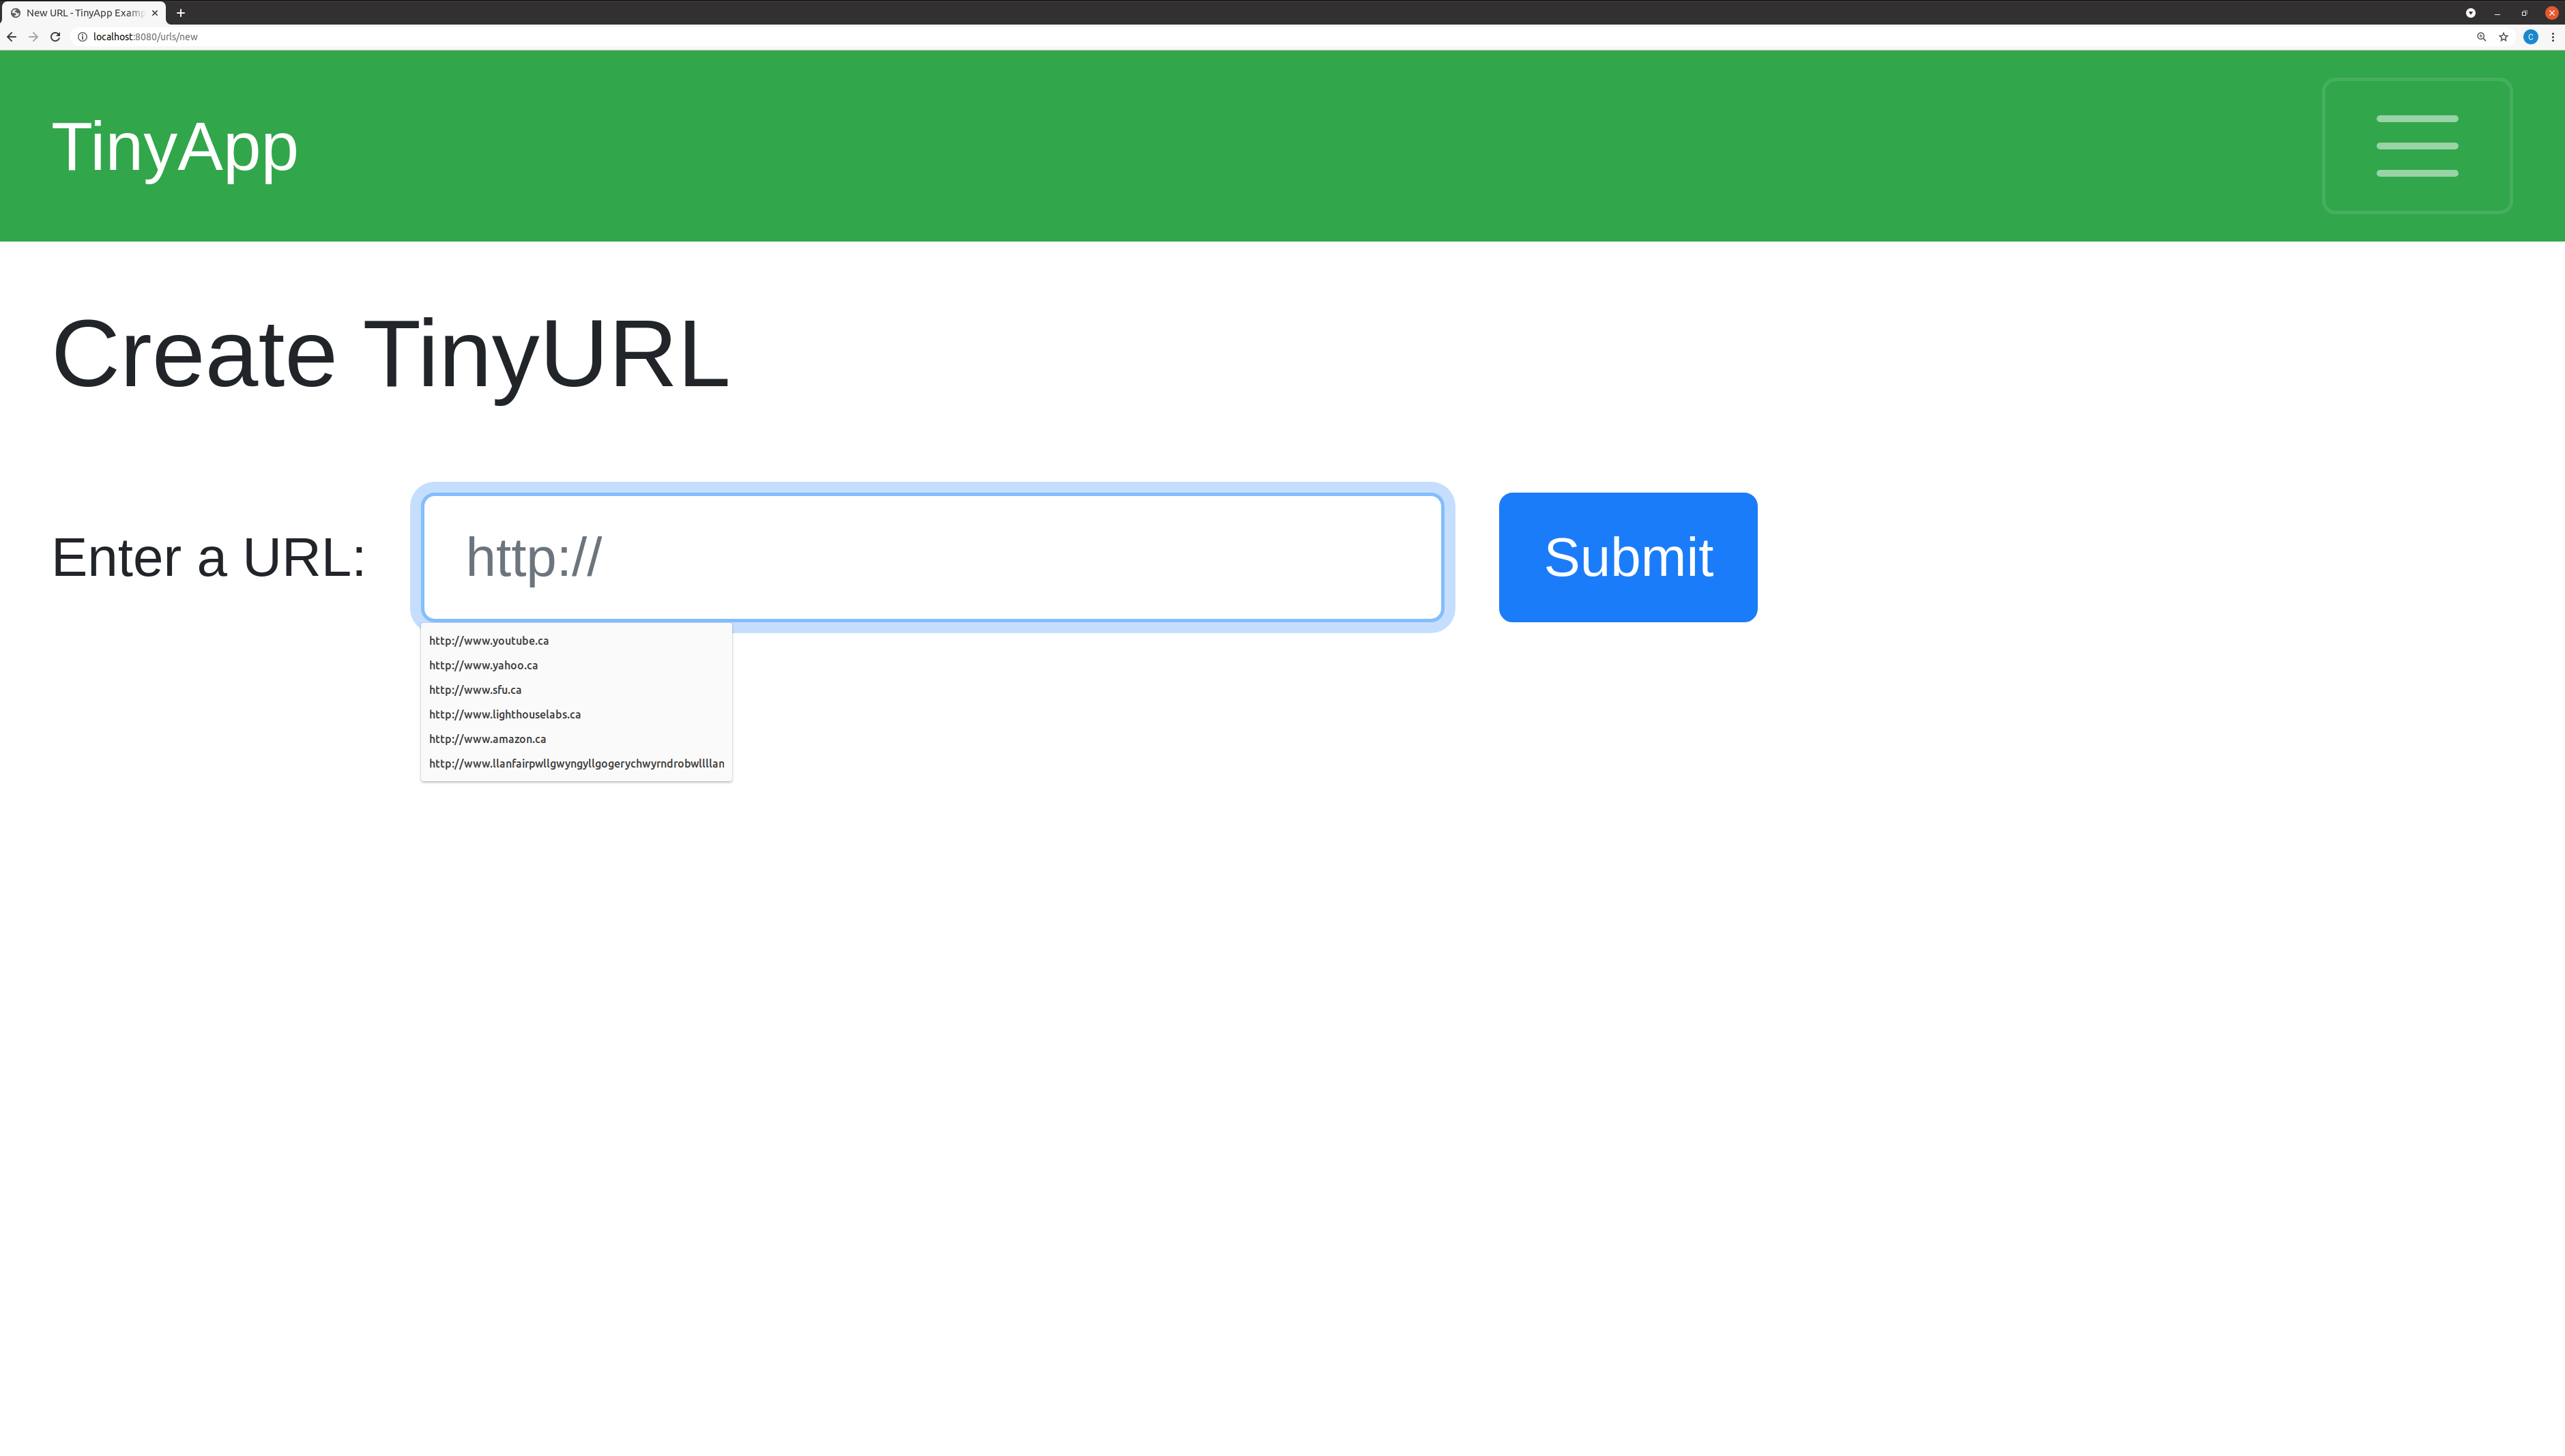 New URL - TinyApp Examp
localhost:8080/urls/new
C
TinyApp
Create TinyURL
Enter a URL:
http://
Submit
http://www.youtube.ca
http://www.yahoo.ca
http://www.sfu.ca
http://www.lighthouselabs.ca
http://www.amazon.ca
http://www.llanfairpwllgwyngyllgogerychwyrndrobwllllan